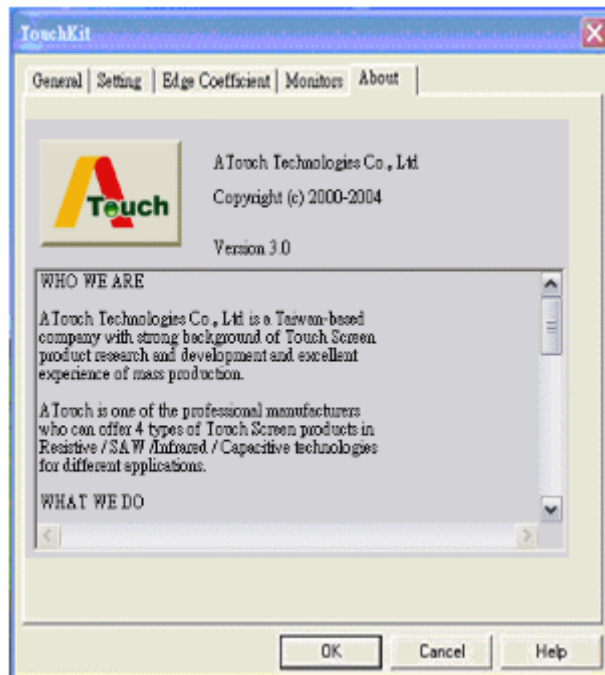 TouchKit
General Setting Edge Coefficient Monitors About
ATouch
ATouch Technologies Co., Ltd
Copyright (c) 2000-2004
Version 3.0
WHO WE ARE
ATouch Technologies Co., Ltd is a Taiwan-based
company with strong background of Touch Screen
product research and development and excellent
experience of mass production.
ATouch is one of the professional manufacturers
who can offer 4 types of Touch Screen products in
Resistive / SAW /Infrared / Capacitive technologies
for different applications.
WHAT WE DO
OK Cancel Help